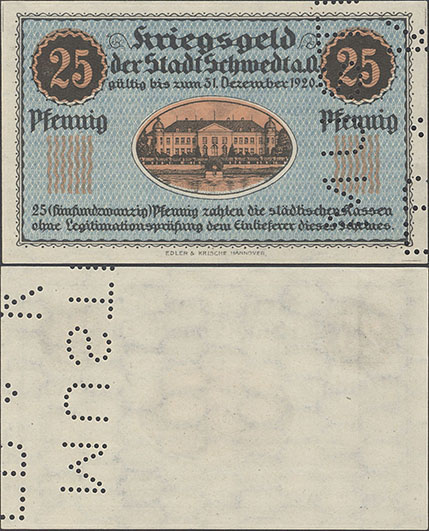 Kriegsgeld
der Stadt Schwedt a.O.
gültig bis zum 31. Dezember 1920.
25
25
Pfennig
Pfennig
25 (fünfundzwanzig) Pfennig zahlen die städtischen Kassen
ohne Legitimationsprüfung dem Einlieferer dieses Scheines.
EDLER & KRISCHE HANNOVER.
MUST